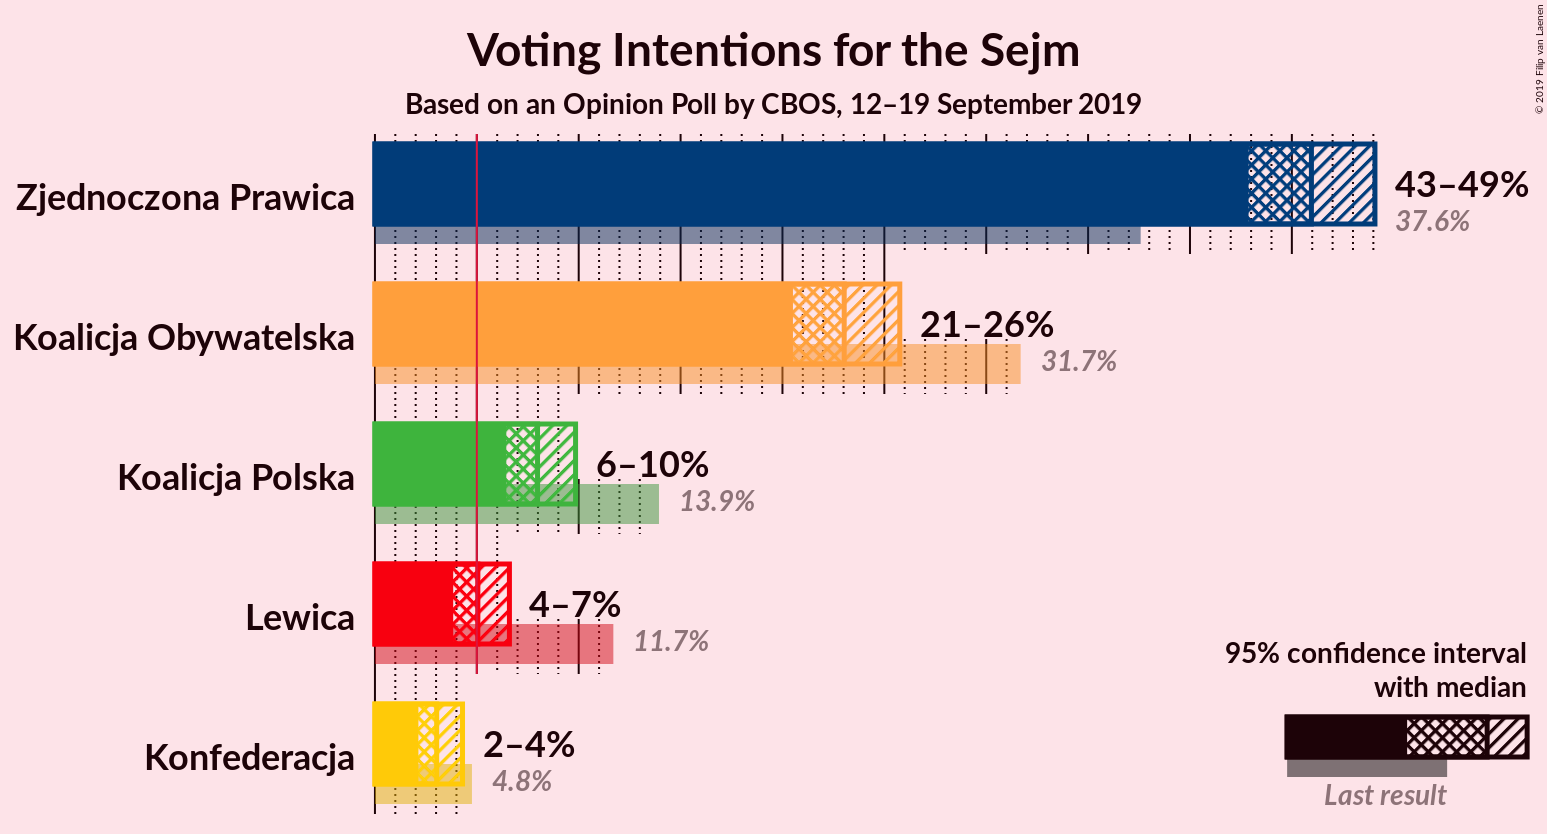 Voting Intentions for the Sejm
Based on an Opinion Poll by CBOS, 12–19 September 2019
© 2019 Filip van Laenen
Zjednoczona Prawica
43–49%
37.6%
Koalicja Obywatelska
21–26%
31.7%
Koalicja Polska
6–10%
13.9%
Lewica
4–7%
11.7%
Konfederacja
2–4%
4.8%
95% confidence interval
with median
Last result